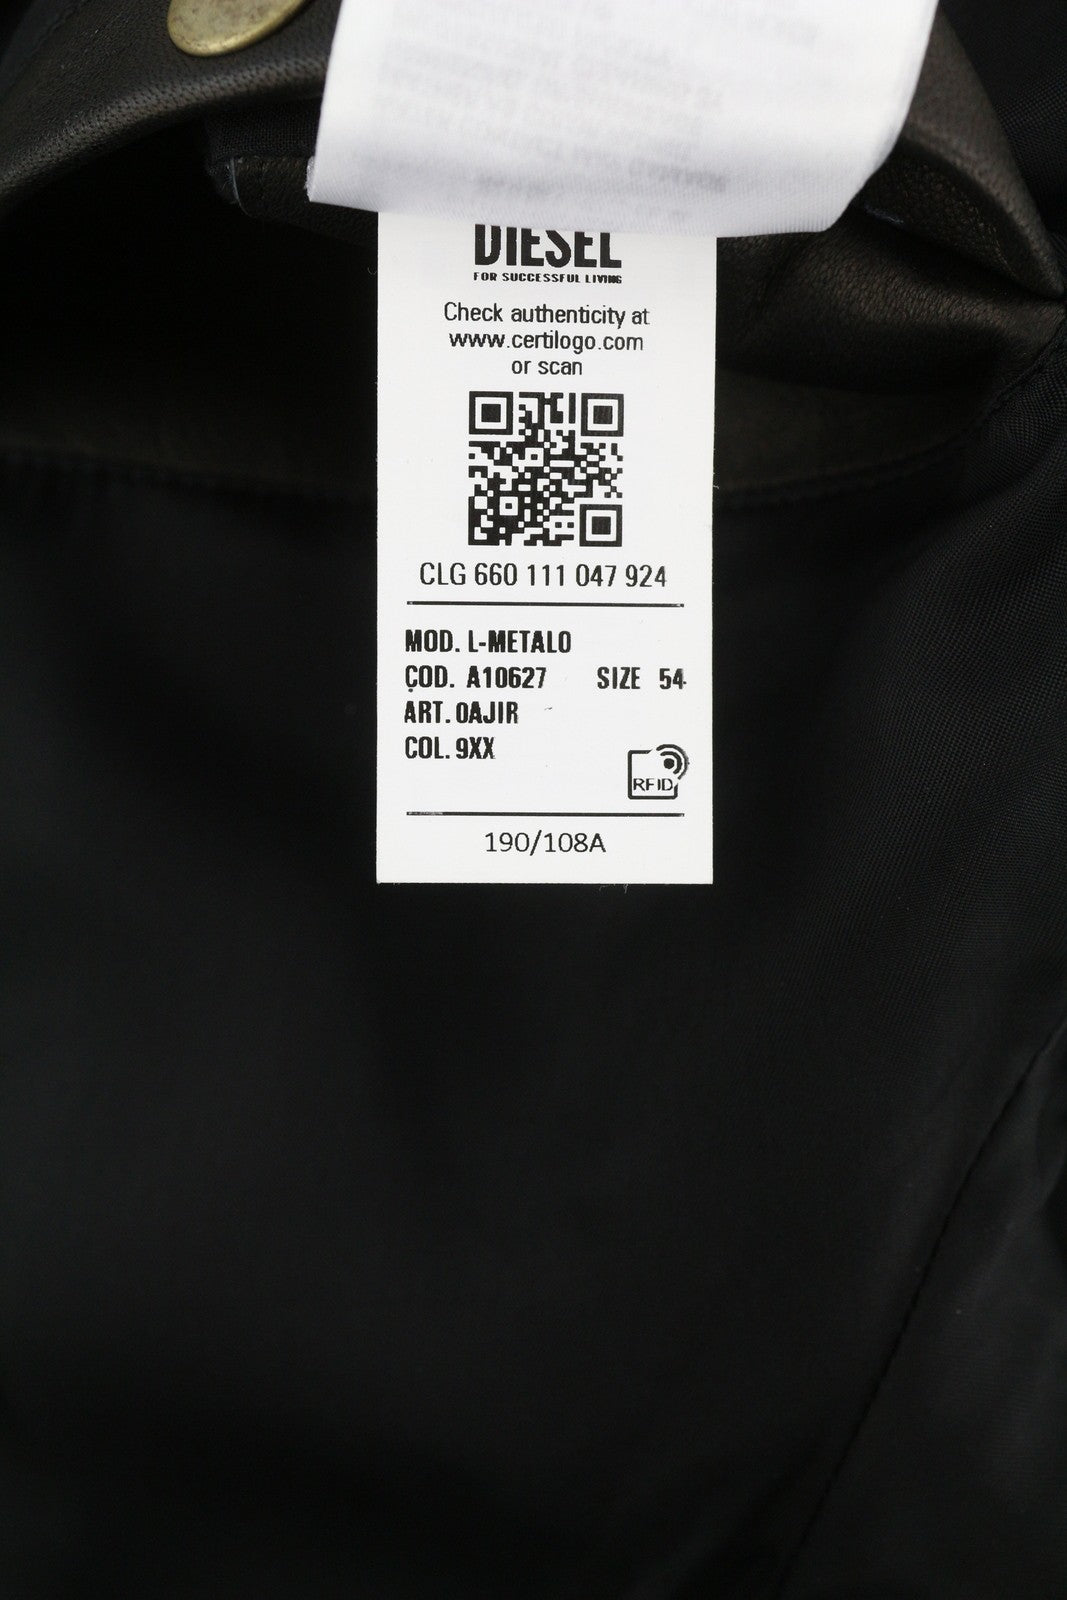 DIESEL
FOR SUCCESSFUL LIVING
Check authenticity at
www.certilogo.com
or scan
CLG 660 111 047 924
MOD. L-METALO
COD. A10627 SIZE 54
ART. 0AJIR
COL. 9XX
RFID
190/108A